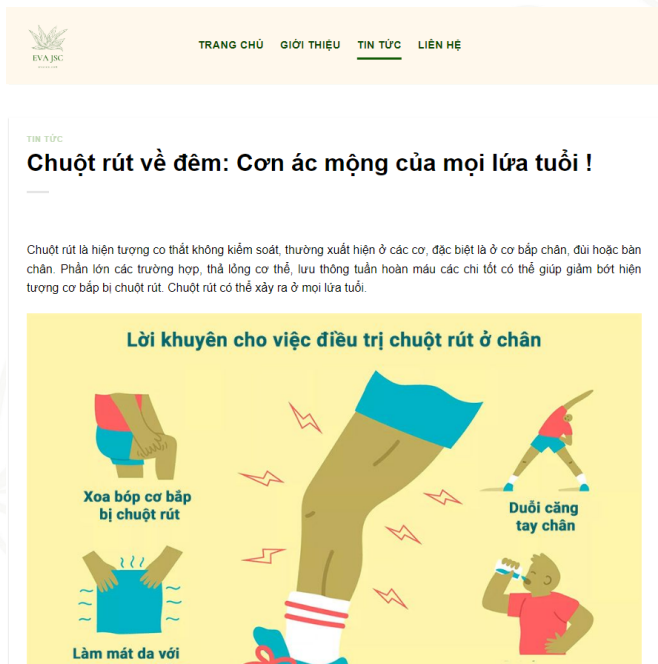 EVA JSC
TRANG CHỦ GIỚI THIỆU TIN TỨC LIÊN HỆ
TIN TỨC
Chuột rút về đêm: Cơn ác mộng của mọi lứa tuổi !
Chuột rút là hiện tượng co thắt không kiểm soát, thường xuất hiện ở các cơ, đặc biệt là ở cơ bắp chân, đùi hoặc bàn
chân. Phần lớn các trường hợp, thả lỏng cơ thể, lưu thông tuần hoàn máu các chi tốt có thể giúp giảm bớt hiện
tượng cơ bắp bị chuột rút. Chuột rút có thể xảy ra ở mọi lứa tuổi.
Lời khuyên cho việc điều trị chuột rút ở chân
Xoa bóp cơ bắp
bị chuột rút
Duỗi căng
tay chân
Làm mát da với